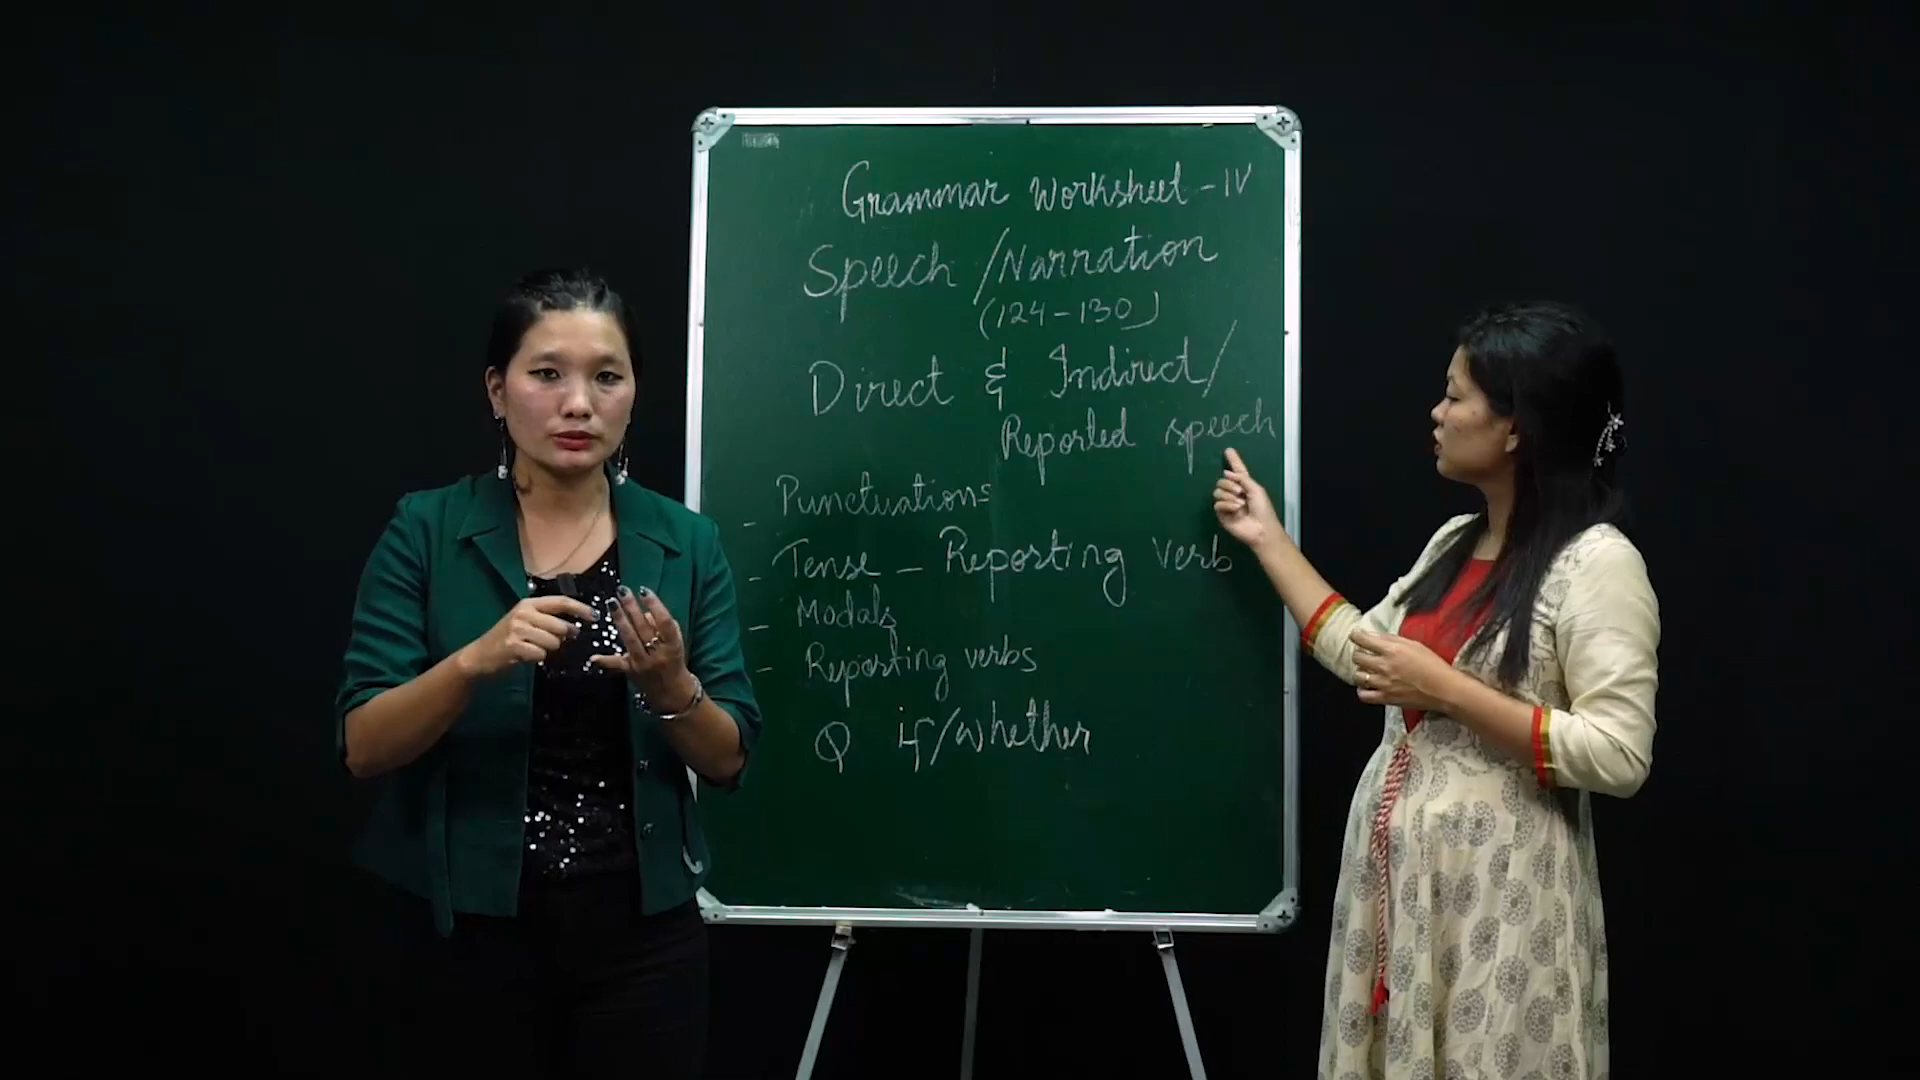 Grammar Worksheet - IV
Speech / Narration
(124 - 130)
Direct & Indirect /
Reported speech
- Punctuations
- Tense - Reporting verb
- Modals
- Reporting verbs
Q if/whether